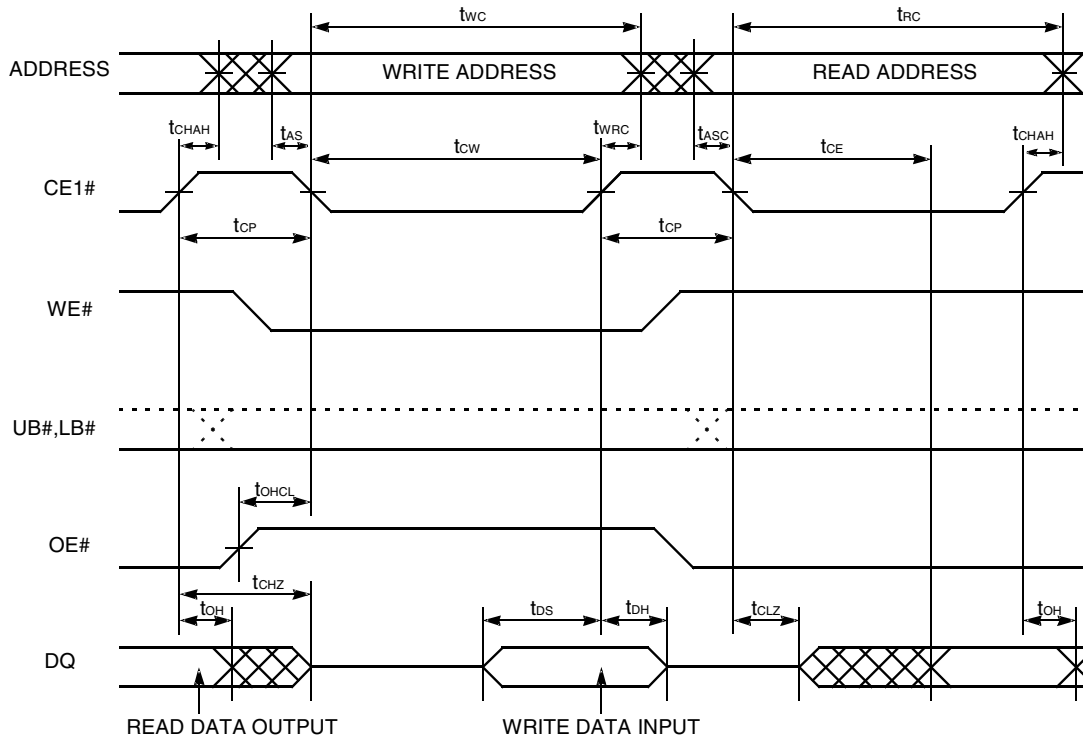 tWC tRC
ADDRESS WRITE ADDRESS READ ADDRESS
tCHAH tAS tCW tWRC tASC tCE tCHAH
CE1#
tCP tCP
WE#
UB#,LB#
tOHCL
OE#
tCHZ
tOH tDS tDH tCLZ tOH
DQ
READ DATA OUTPUT WRITE DATA INPUT